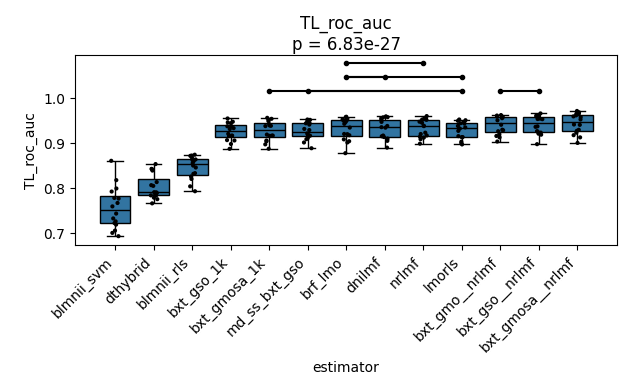 TL_roc_auc
p = 6.83e-27
TL_roc_auc
1.0
0.9
0.8
0.7
blmnii_svm
dthybrid
blmnii_rls
bxt_gso_1k
bxt_gmosa_1k
md_ss_bxt_gso
brf_lmo
dnilmf
nrlmf
lmorls
bxt_gmo__nrlmf
bxt_gso__nrlmf
bxt_gmosa__nrlmf
estimator